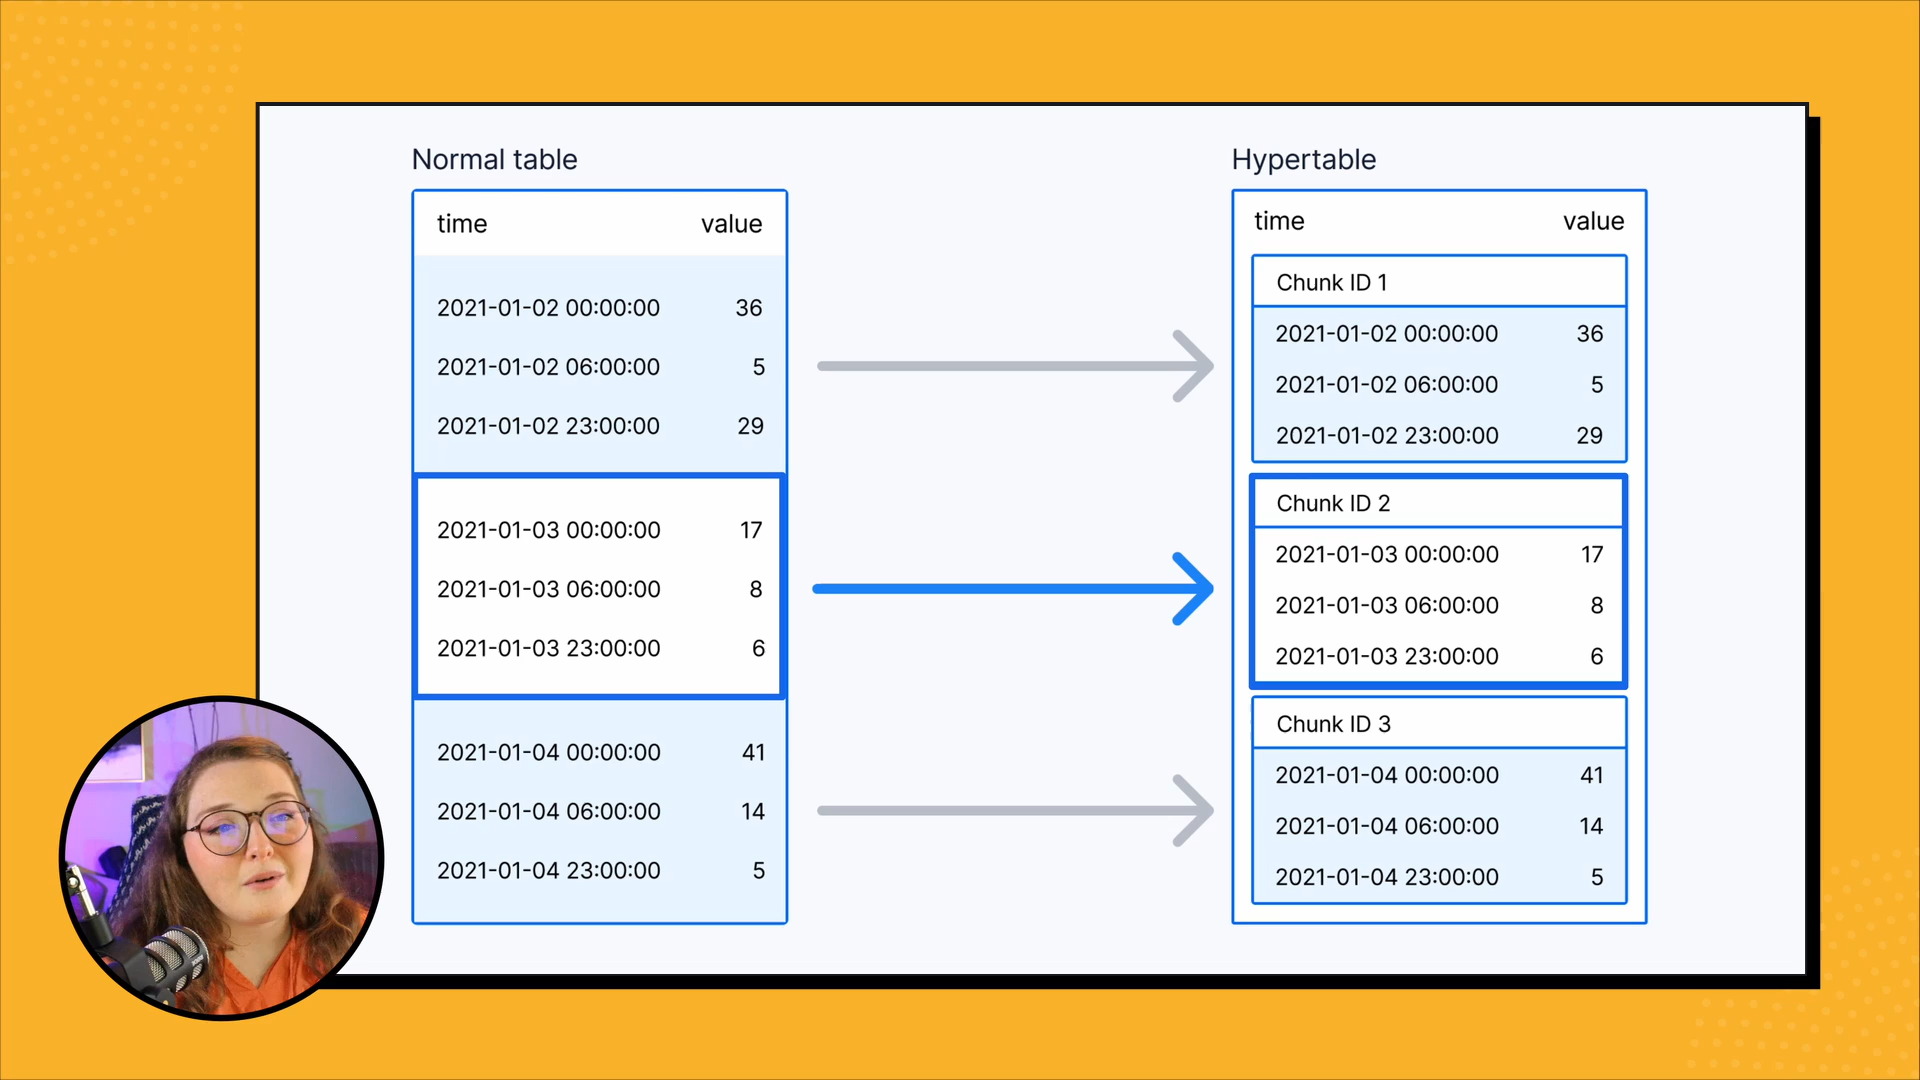 Normal table
time value
2021-01-02 00:00:00 36
2021-01-02 06:00:00 5
2021-01-02 23:00:00 29
2021-01-03 00:00:00 17
2021-01-03 06:00:00 8
2021-01-03 23:00:00 6
2021-01-04 00:00:00 41
2021-01-04 06:00:00 14
2021-01-04 23:00:00 5
Hypertable
time value
Chunk ID 1
2021-01-02 00:00:00 36
2021-01-02 06:00:00 5
2021-01-02 23:00:00 29
Chunk ID 2
2021-01-03 00:00:00 17
2021-01-03 06:00:00 8
2021-01-03 23:00:00 6
Chunk ID 3
2021-01-04 00:00:00 41
2021-01-04 06:00:00 14
2021-01-04 23:00:00 5